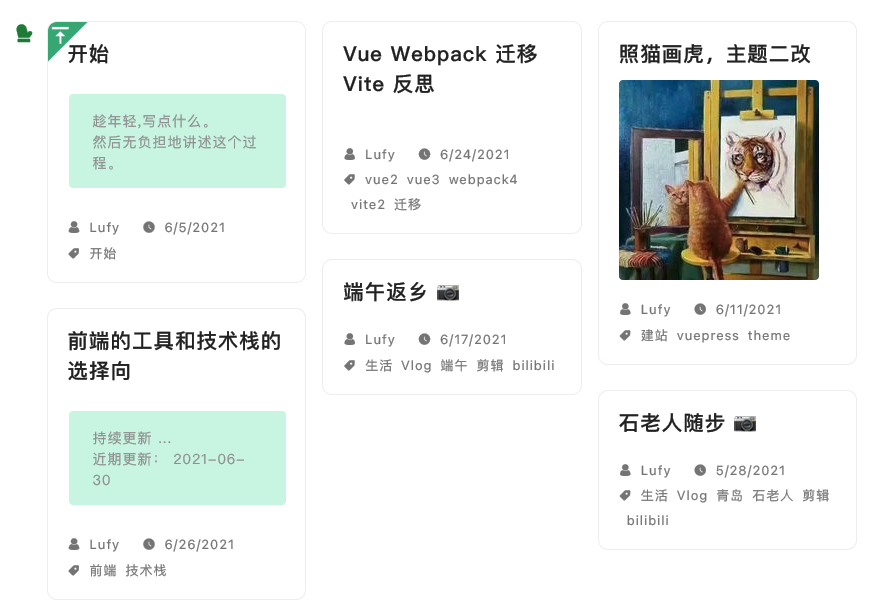 开始
趁年轻,写点什么。
然后无负担地讲述这个过
程。
Lufy 6/5/2021
开始
前端的工具和技术栈的
选择向
持续更新 ...
近期更新： 2021-06-
30
Lufy 6/26/2021
前端 技术栈
Vue Webpack 迁移
Vite 反思
Lufy 6/24/2021
vue2 vue3 webpack4
vite2 迁移
端午返乡 📷
Lufy 6/17/2021
生活 Vlog 端午 剪辑 bilibili
照猫画虎，主题二改
Lufy 6/11/2021
建站 vuepress theme
石老人随步 📷
Lufy 5/28/2021
生活 Vlog 青岛 石老人 剪辑
bilibili